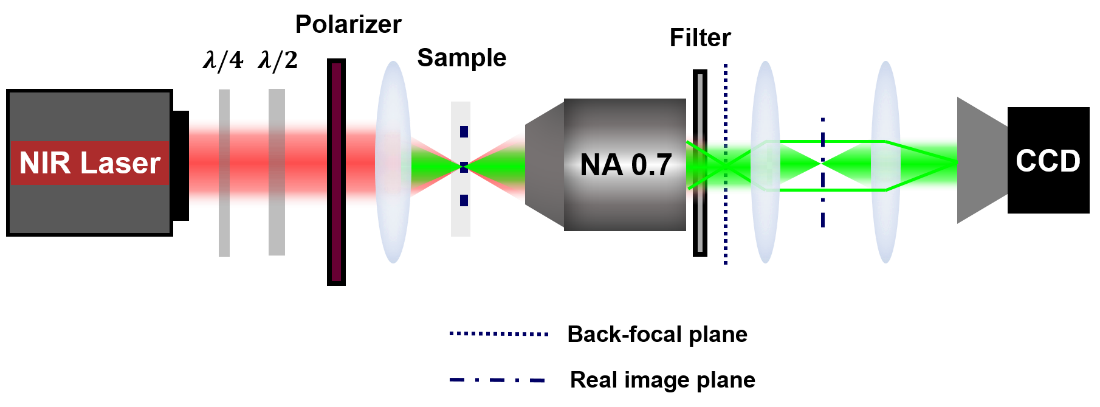 Polarizer
Filter
Sample
λ/4 λ/2
NIR Laser
NA 0.7
CCD
Back-focal plane
Real image plane